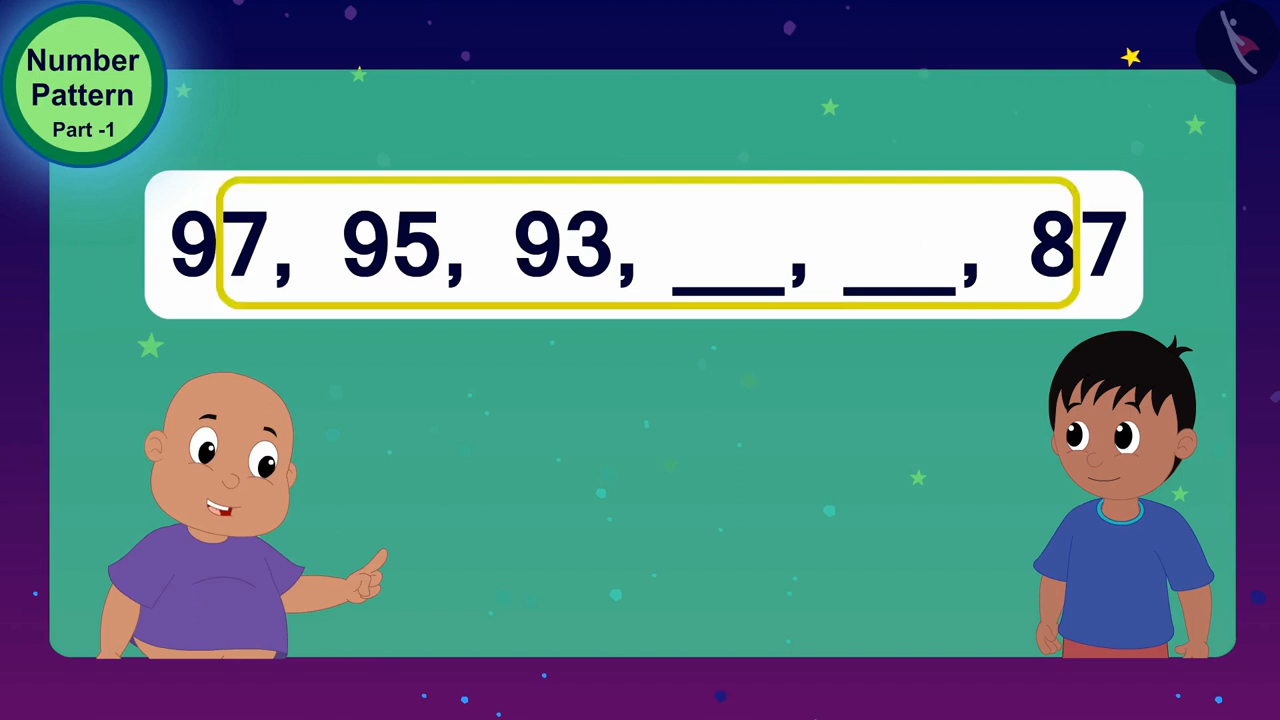 Number
Pattern
Part -1
97, 95, 93, ___, ___, 87